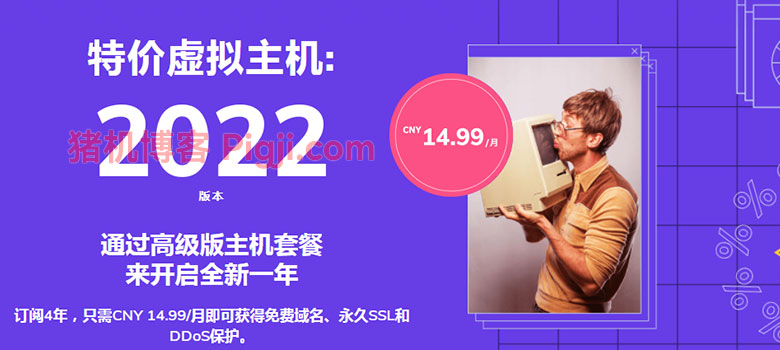 特价虚拟主机:
2022
猪机博客 Pigji.com
版本
CNY 14.99/月
通过高级版主机套餐
来开启全新一年
订阅4年，只需CNY 14.99/月即可获得免费域名、永久SSL和
DDoS保护。